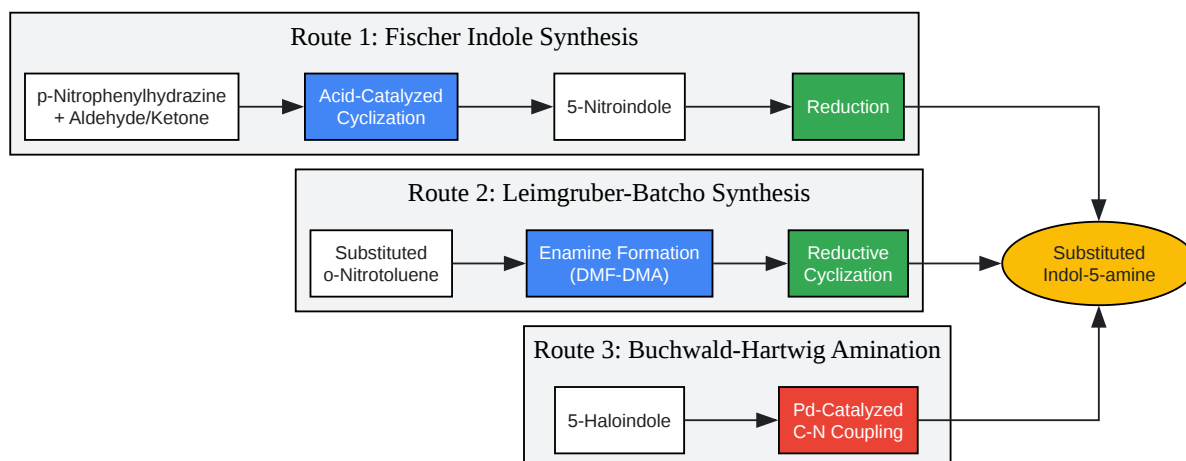 Route 1: Fischer Indole Synthesis
p-Nitrophenylhydrazine
+ Aldehyde/Ketone
Acid-Catalyzed
Cyclization
5-Nitroindole
Reduction
Route 2: Leimgruber-Batcho Synthesis
Substituted
o-Nitrotoluene
Enamine Formation
(DMF-DMA)
Reductive
Cyclization
Substituted
Indol-5-amine
Route 3: Buchwald-Hartwig Amination
5-Haloindole
Pd-Catalyzed
C-N Coupling